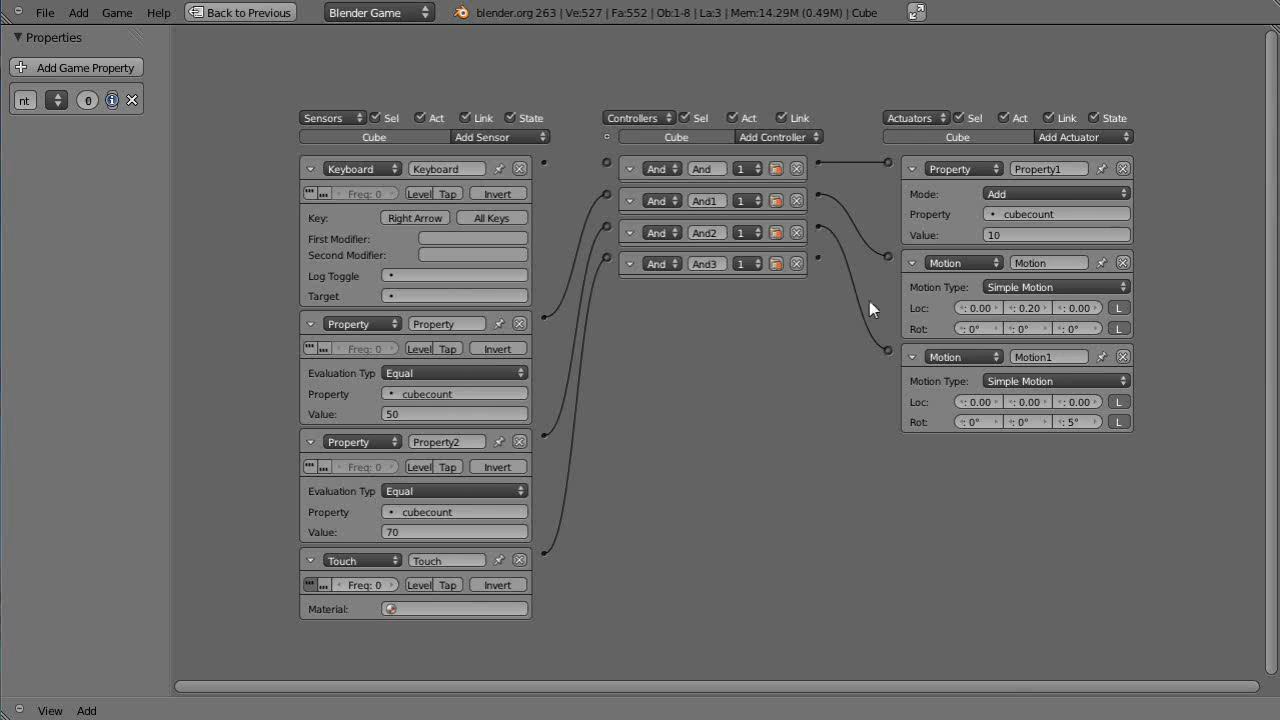 File Add Game Help Back to Previous Blender Game blender.org 263 | Ve:527 | Fa:552 | Ob:1-8 | La:3 | Mem:14.29M (0.49M) | Cube
Properties
Add Game Property
nt 0
Sensors Sel Act Link State
Cube Add Sensor
Keyboard Keyboard
Freq: 0 Level Tap Invert
Key: Right Arrow All Keys
First Modifier:
Second Modifier:
Log Toggle
Target
Property Property
Freq: 0 Level Tap Invert
Evaluation Typ Equal
Property cubecount
Value: 50
Property Property2
Freq: 0 Level Tap Invert
Evaluation Typ Equal
Property cubecount
Value: 70
Touch Touch
Freq: 0 Level Tap Invert
Material:
Controllers Sel Act Link
Cube Add Controller
And And 1
And And1 1
And And2 1
And And3 1
Actuators Sel Act Link State
Cube Add Actuator
Property Property1
Mode: Add
Property cubecount
Value: 10
Motion Motion
Motion Type: Simple Motion
Loc: : 0.00 : 0.20 : 0.00 L
Rot: : 0° : 0° : 0° L
Motion Motion1
Motion Type: Simple Motion
Loc: : 0.00 : 0.00 : 0.00 L
Rot: : 0° : 0° : 5° L
View Add